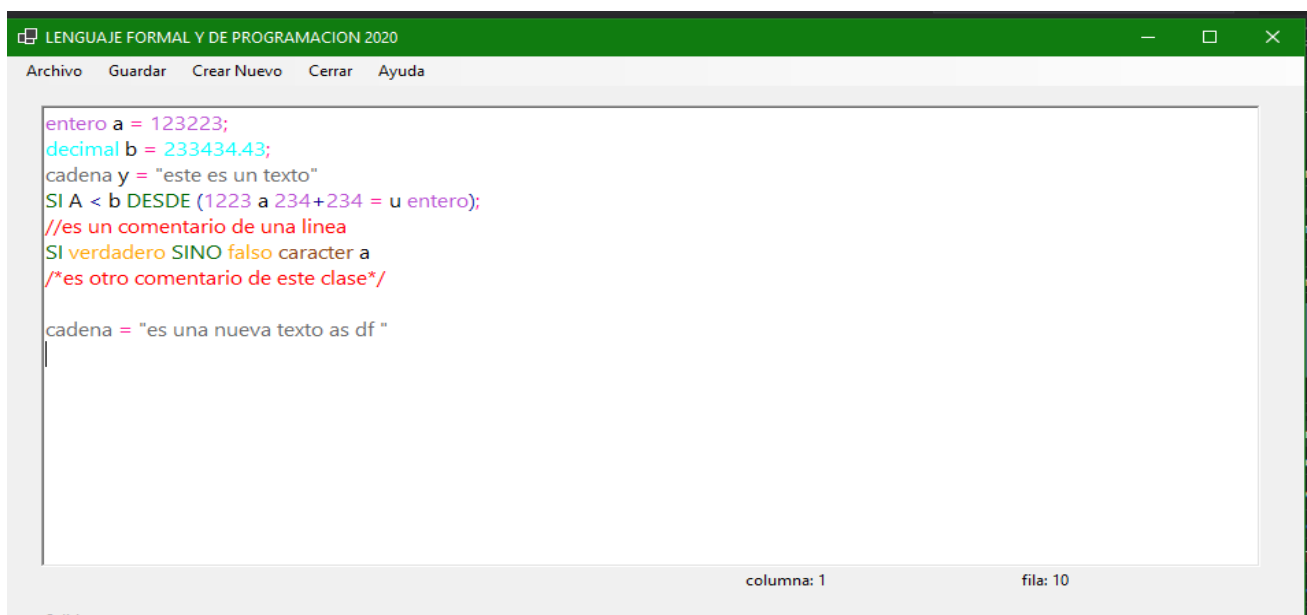 LENGUAJE FORMAL Y DE PROGRAMACION 2020
Archivo Guardar Crear Nuevo Cerrar Ayuda
entero a = 123223;
decimal b = 233434.43;
cadena y = "este es un texto"
SI A < b DESDE (1223 a 234+234 = u entero);
//es un comentario de una linea
SI verdadero SINO falso caracter a
/*es otro comentario de este clase*/
cadena = "es una nueva texto as df "
columna: 1 fila: 10